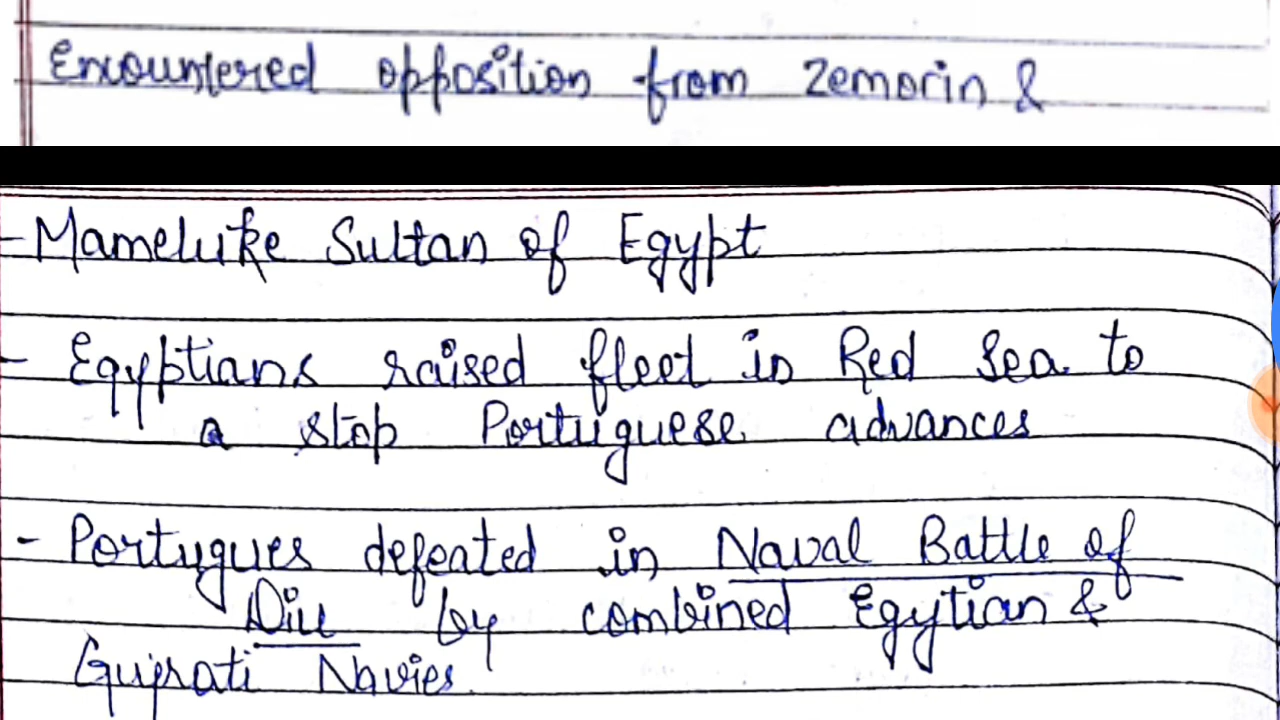 Encountered opposition from Zemorin &
- Mameluke Sultan of Egypt
- Egyptians raised fleet in Red Sea to
a stop Portuguese advances
- Portugues defeated in Naval Battle of
Diu by combined Egytian &
Gujrati Navies.